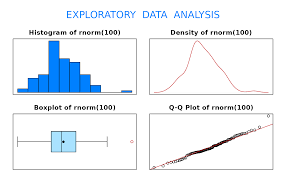 EXPLORATORY DATA ANALYSIS
Histogram of rnorm(100)
Density of rnorm(100)
Boxplot of rnorm(100)
Q-Q Plot of rnorm(100)